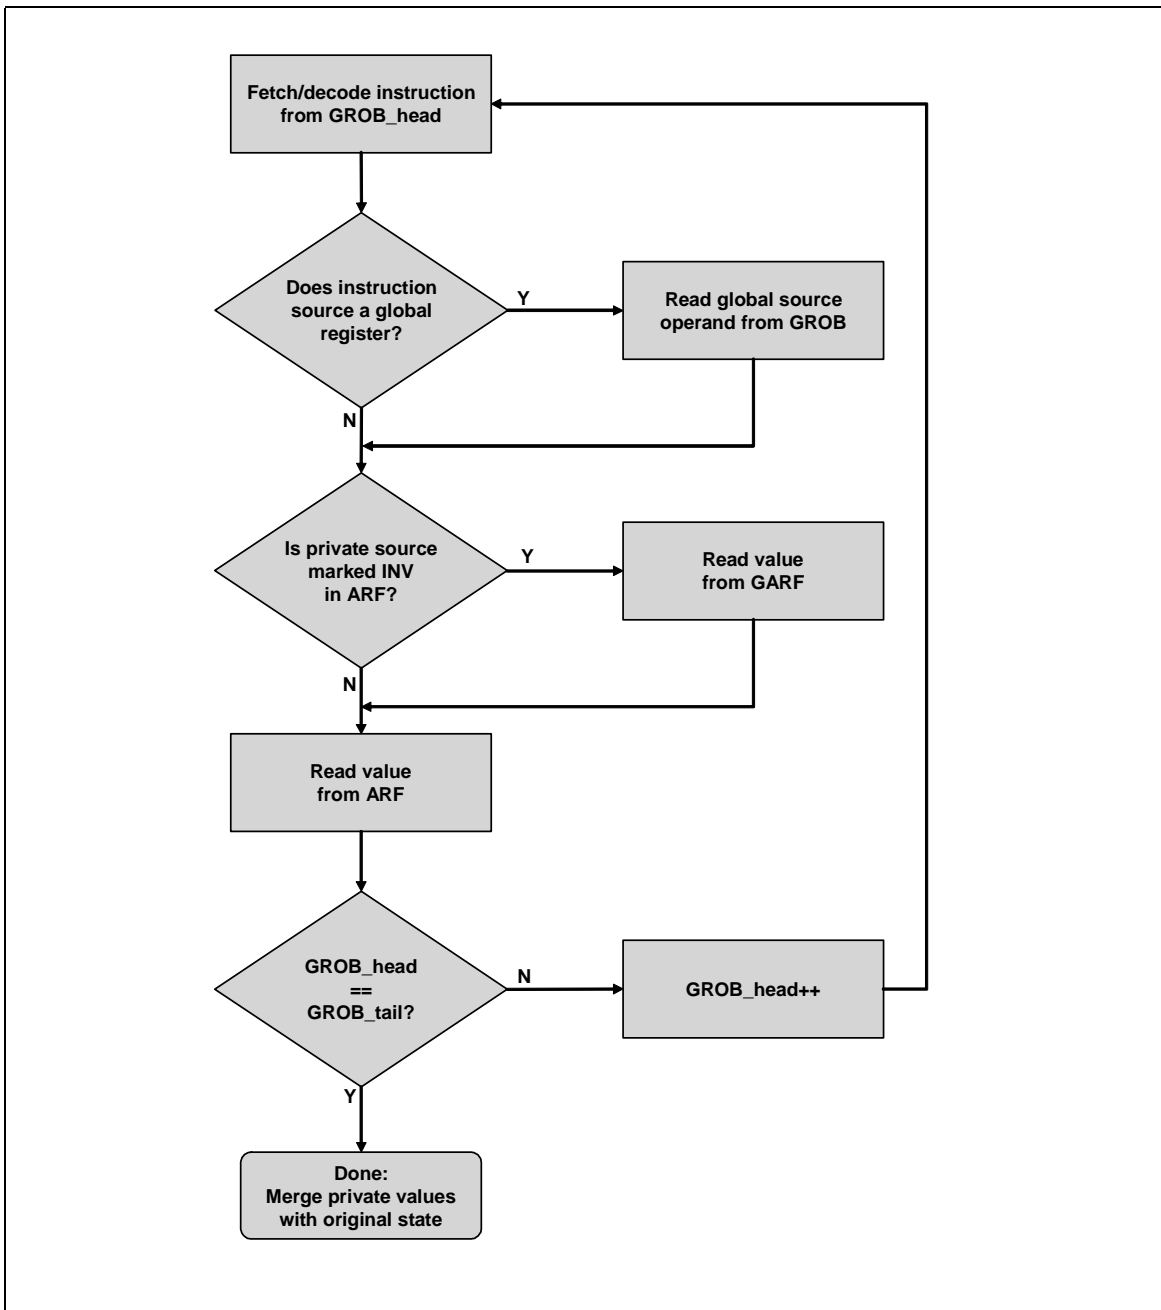 Fetch/decode instruction
from GROB_head
Does instruction
source a global
register?
Y
Read global source
operand from GROB
N
Is private source
marked INV
in ARF?
Y
Read value
from GARF
N
Read value
from ARF
GROB_head
==
GROB_tail?
N
GROB_head++
Y
Done:
Merge private values
with original state